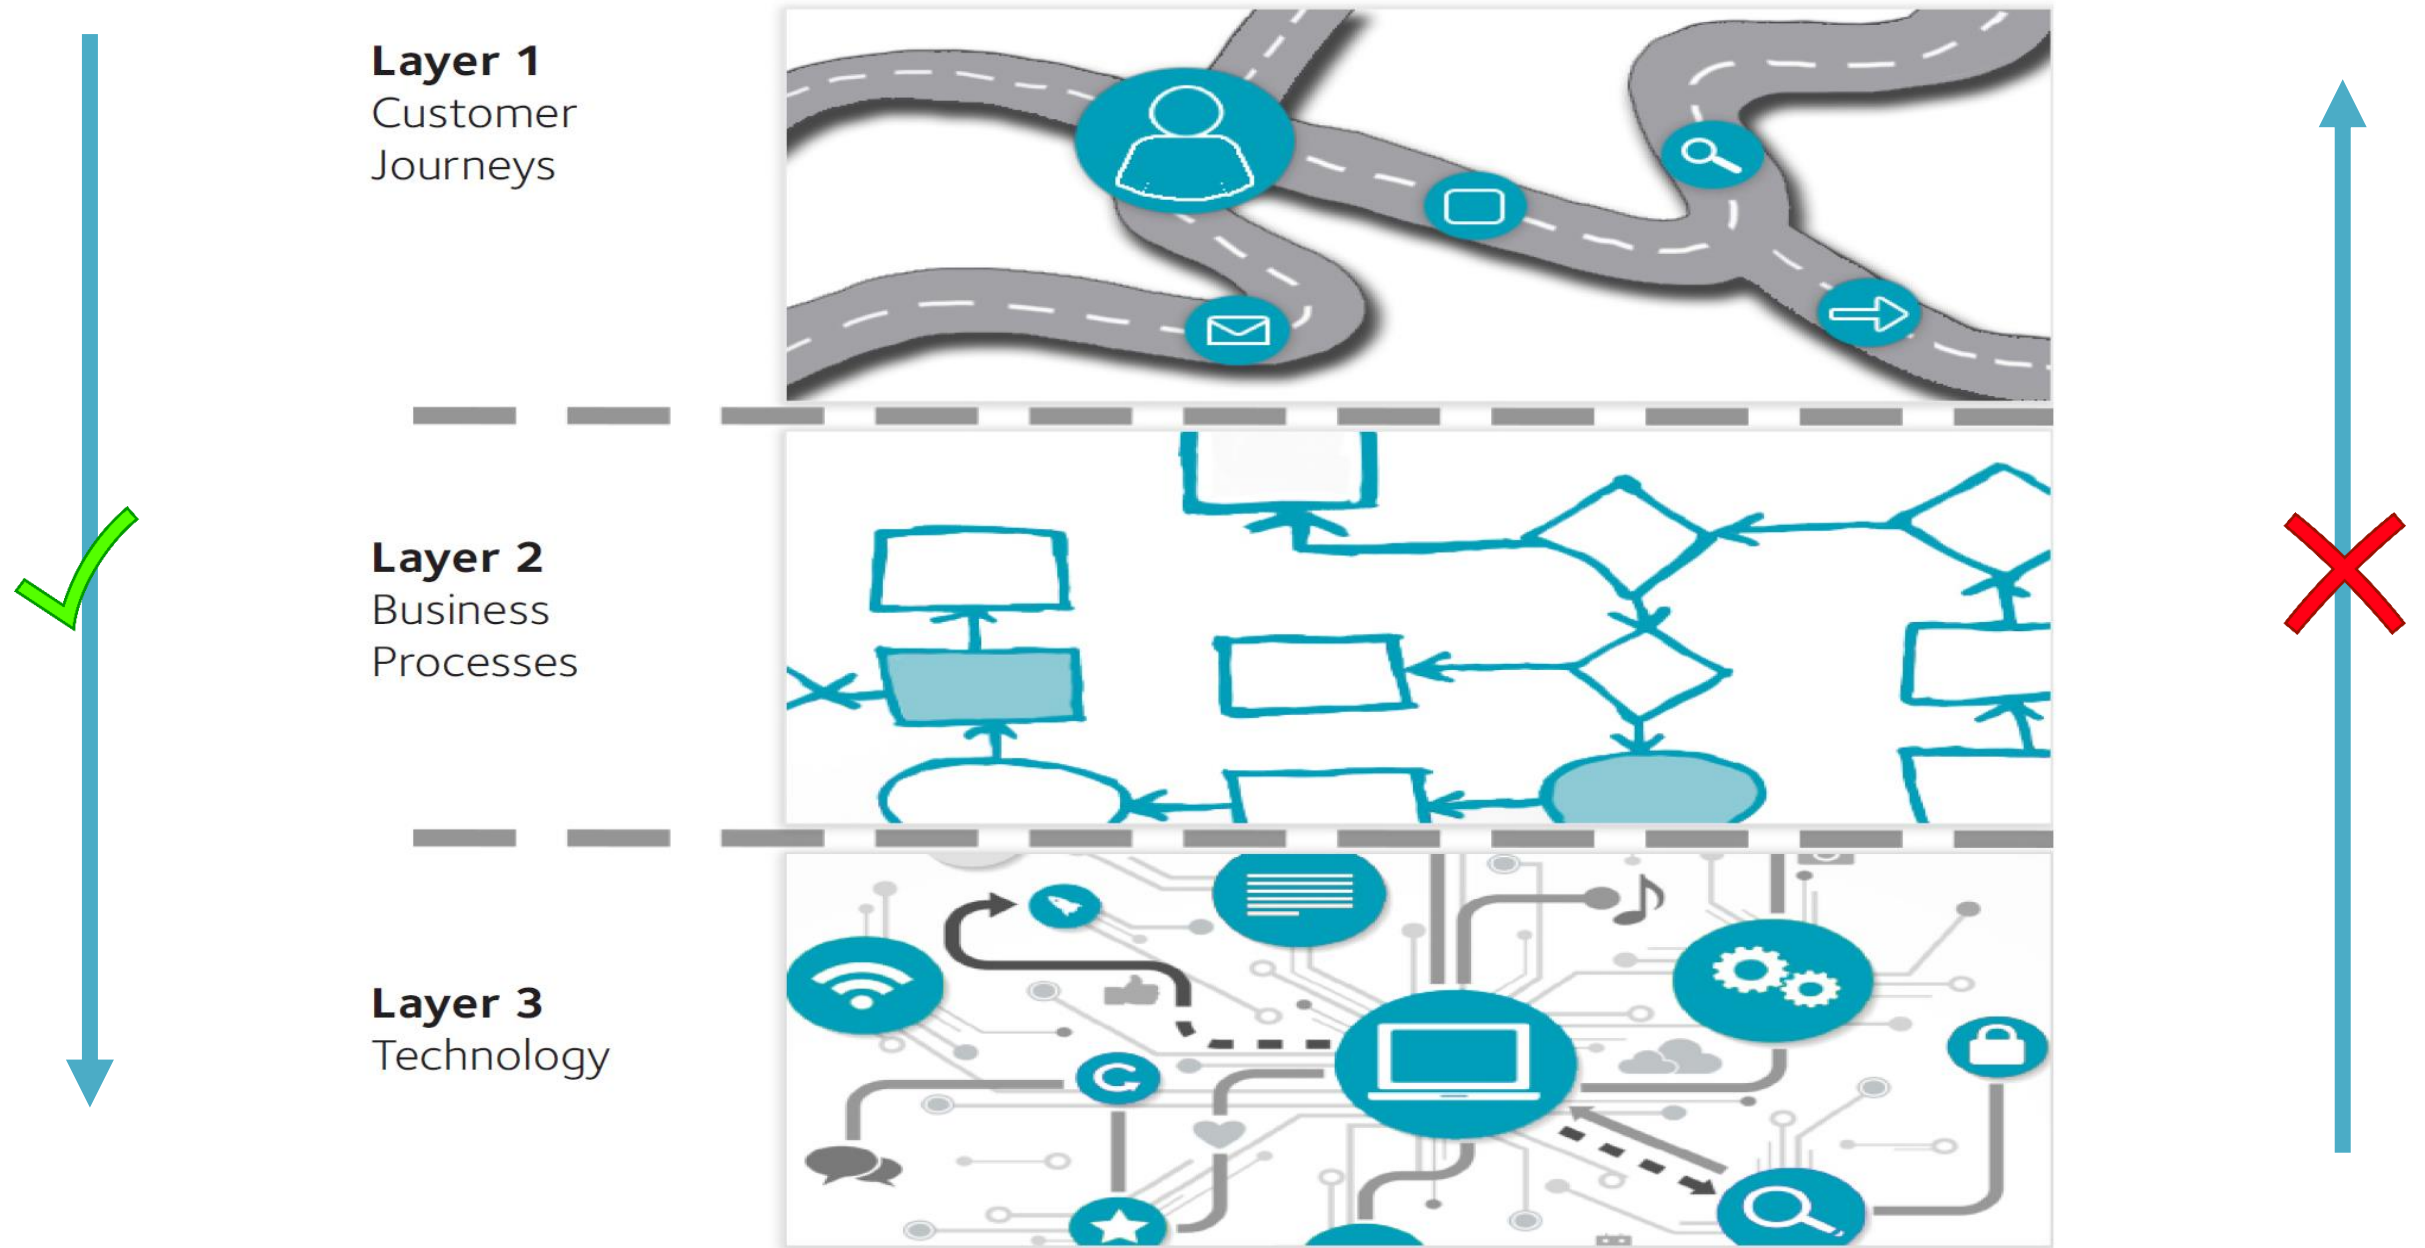 Layer 1
Customer
Journeys
Layer 2
Business
Processes
Layer 3
Technology